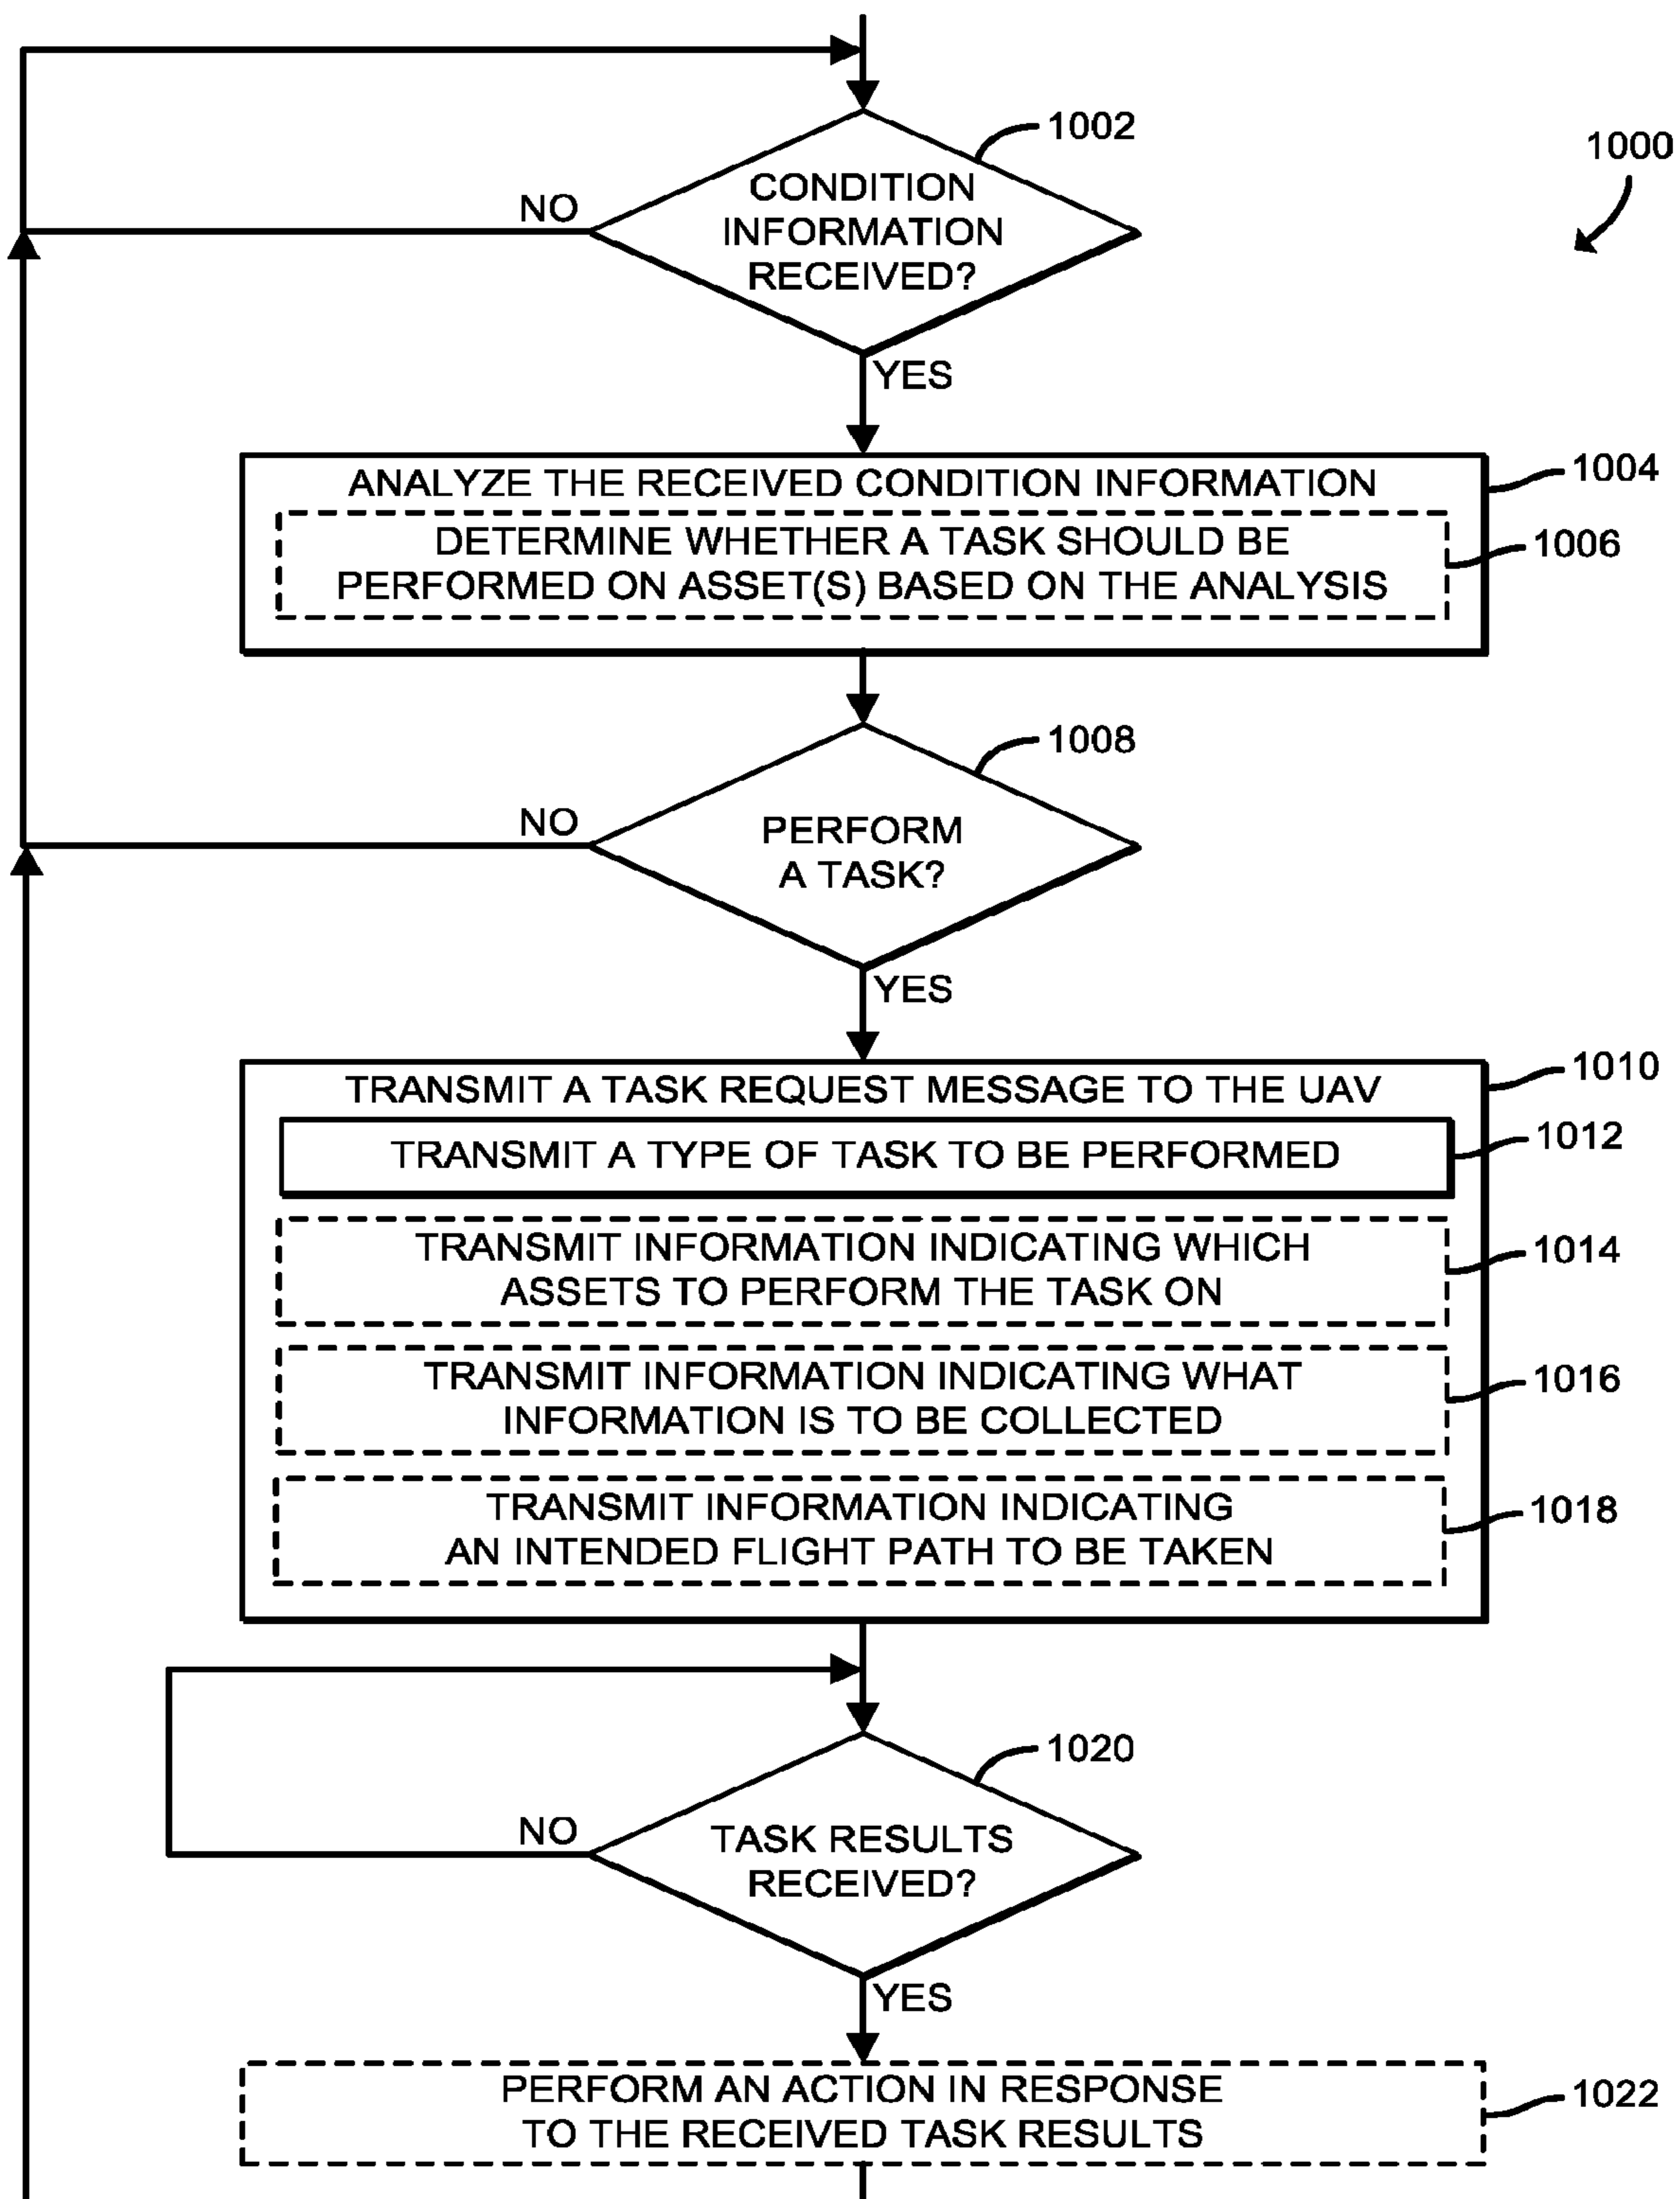 1000
1002
CONDITION
INFORMATION
RECEIVED?
NO
YES
ANALYZE THE RECEIVED CONDITION INFORMATION
1004
DETERMINE WHETHER A TASK SHOULD BE
PERFORMED ON ASSET(S) BASED ON THE ANALYSIS
1006
1008
PERFORM
A TASK?
NO
YES
TRANSMIT A TASK REQUEST MESSAGE TO THE UAV
1010
TRANSMIT A TYPE OF TASK TO BE PERFORMED
1012
TRANSMIT INFORMATION INDICATING WHICH
ASSETS TO PERFORM THE TASK ON
1014
TRANSMIT INFORMATION INDICATING WHAT
INFORMATION IS TO BE COLLECTED
1016
TRANSMIT INFORMATION INDICATING
AN INTENDED FLIGHT PATH TO BE TAKEN
1018
1020
TASK RESULTS
RECEIVED?
NO
YES
PERFORM AN ACTION IN RESPONSE
TO THE RECEIVED TASK RESULTS
1022